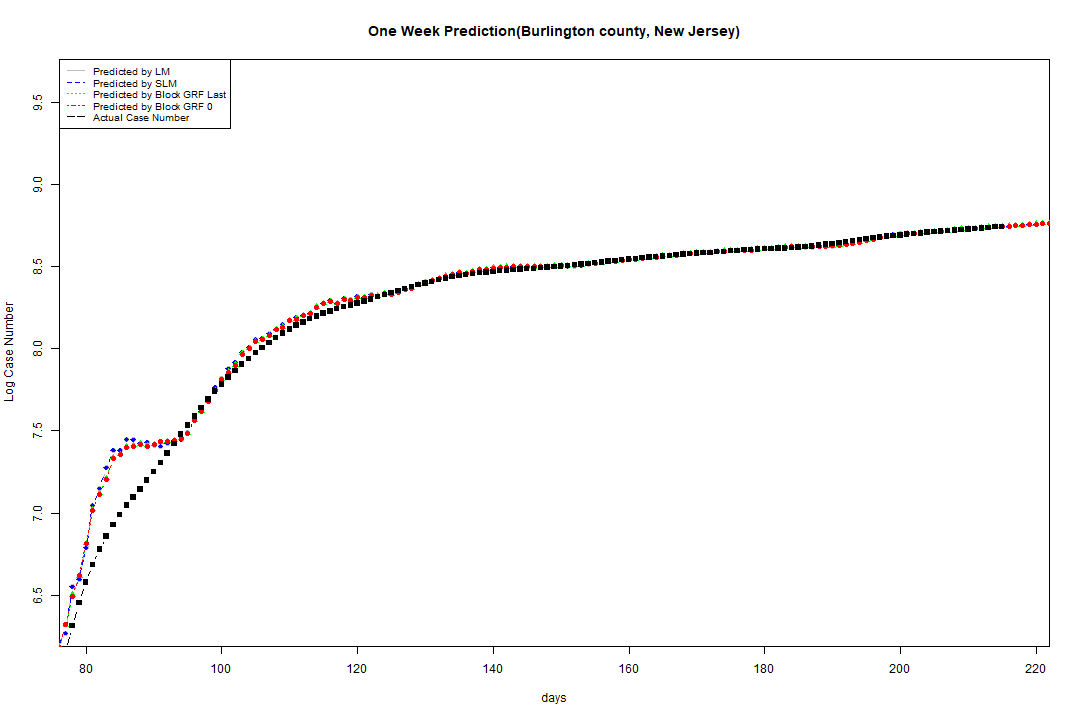 One Week Prediction(Burlington county, New Jersey)
Predicted by LM
Predicted by SLM
Predicted by Block GRF Last
Predicted by Block GRF 0
Actual Case Number
9.5
9.0
8.5
8.0
7.5
7.0
6.5
Log Case Number
80 100 120 140 160 180 200 220
days